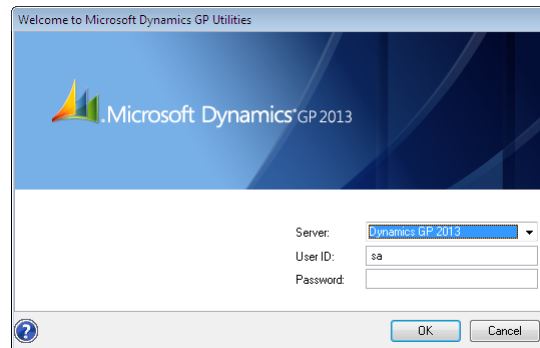 Welcome to Microsoft Dynamics GP Utilities
Microsoft Dynamics® GP 2013
Server: Dynamics GP 2013
User ID: sa
Password:
? OK Cancel